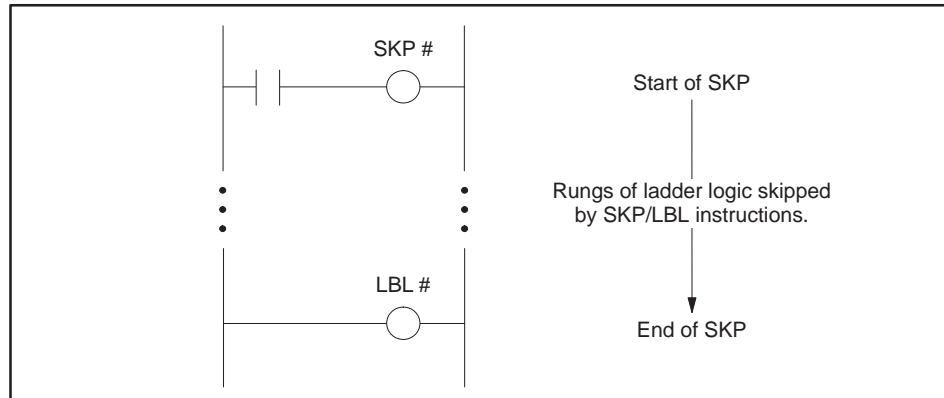 SKP #
Start of SKP
Rungs of ladder logic skipped
by SKP/LBL instructions.
LBL #
End of SKP